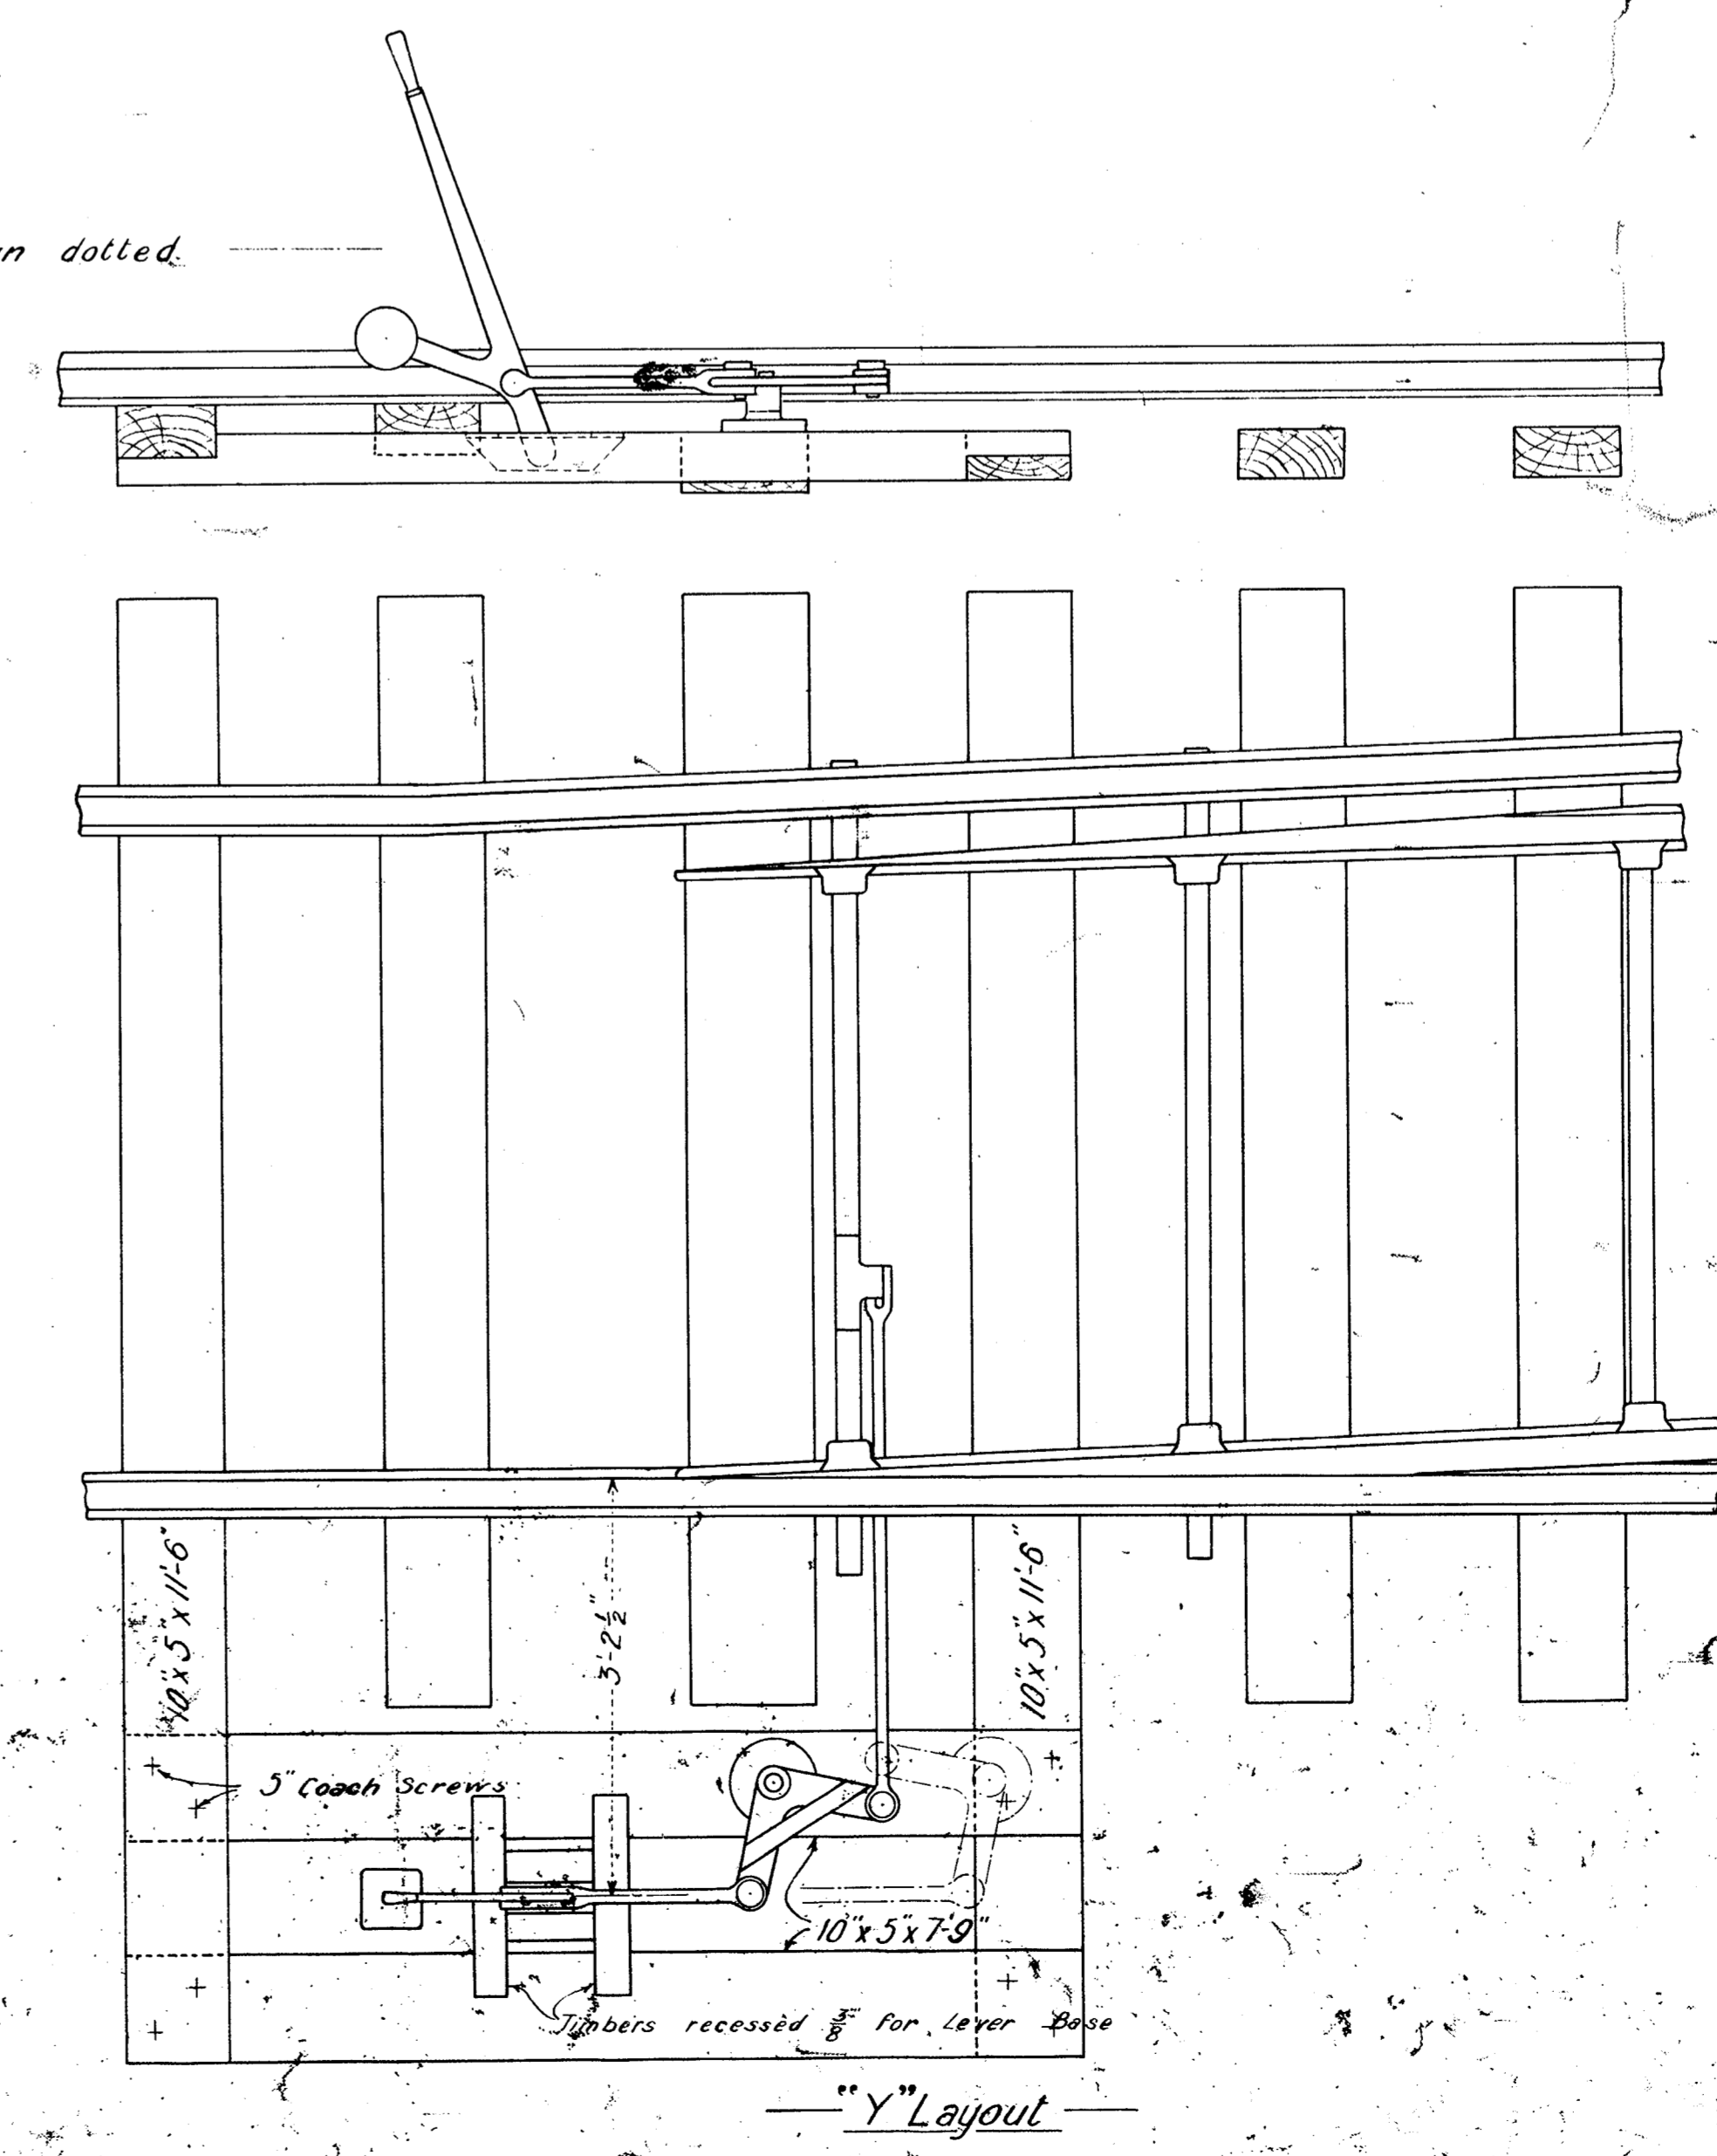 dotted.
10" x 5" x 11'-6"
3'-2½"
10" x 5" x 11'-6"
5" Coach Screws
10" x 5" x 7'-9"
Timbers recessed ⅜" for Lever Base
"Y" Layout